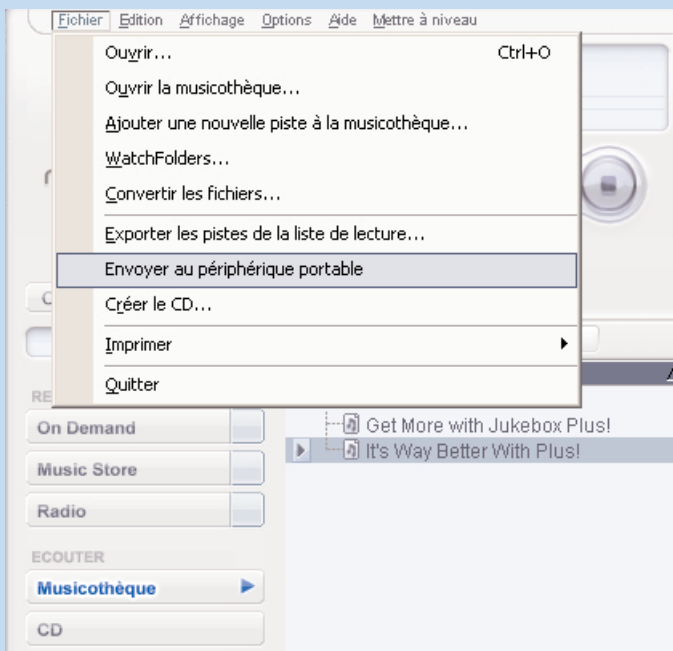 Fichier Edition Affichage Options Aide Mettre à niveau
Ouvrir... Ctrl+O
Ouvrir la musicothèque...
Ajouter une nouvelle piste à la musicothèque...
WatchFolders...
Convertir les fichiers...
Exporter les pistes de la liste de lecture...
Envoyer au périphérique portable
Créer le CD...
Imprimer
Quitter
Get More with Jukebox Plus!
It's Way Better With Plus!
On Demand
Music Store
Radio
ECOUTER
Musicothèque
CD